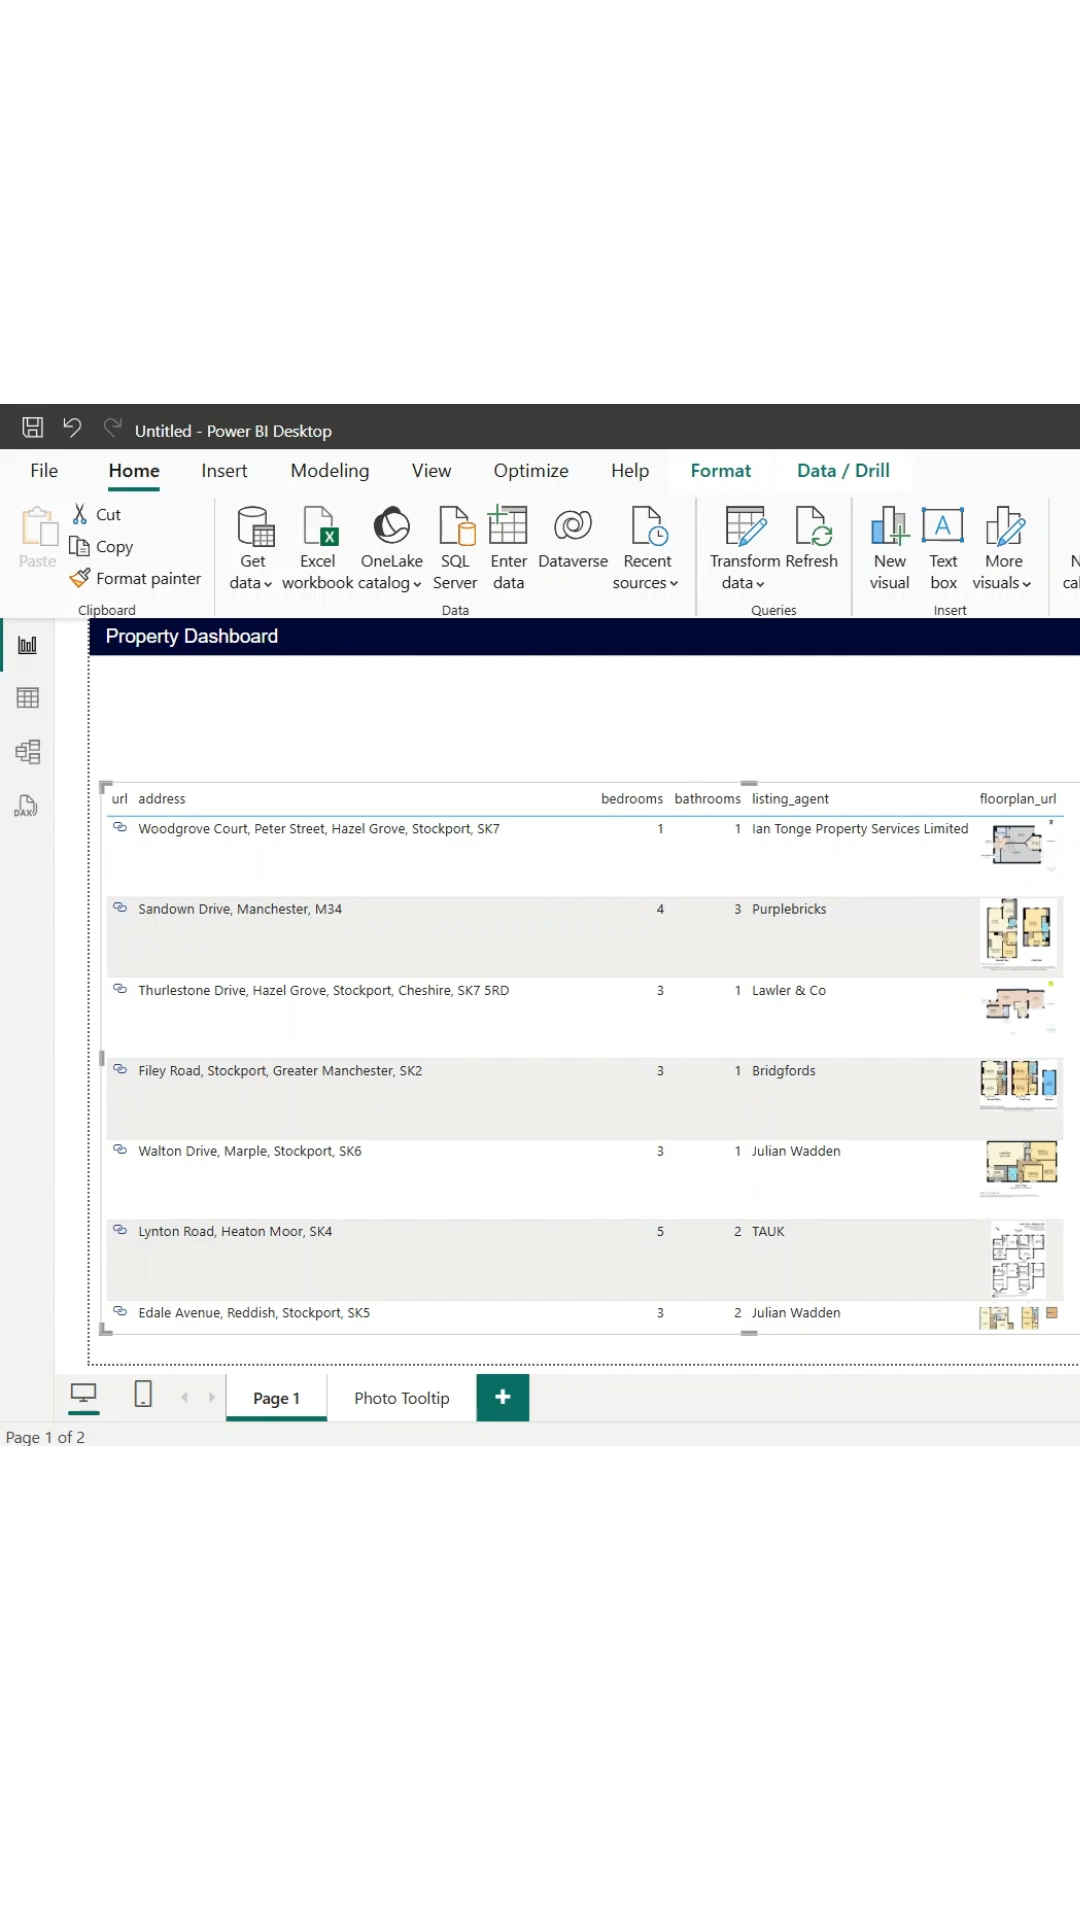 Untitled - Power BI Desktop
File Home Insert Modeling View Optimize Help Format Data / Drill
Paste
Cut
Copy
Format painter
Clipboard
Get data
Excel workbook
OneLake catalog
SQL Server
Enter data
Dataverse
Recent sources
Data
Transform data
Refresh
Queries
New visual
Text box
More visuals
Insert
Property Dashboard
DAX
url address bedrooms bathrooms listing_agent floorplan_url
Woodgrove Court, Peter Street, Hazel Grove, Stockport, SK7 1 1 Ian Tonge Property Services Limited
Sandown Drive, Manchester, M34 4 3 Purplebricks
Thurlestone Drive, Hazel Grove, Stockport, Cheshire, SK7 5RD 3 1 Lawler & Co
Filey Road, Stockport, Greater Manchester, SK2 3 1 Bridgfords
Walton Drive, Marple, Stockport, SK6 3 1 Julian Wadden
Lynton Road, Heaton Moor, SK4 5 2 TAUK
Edale Avenue, Reddish, Stockport, SK5 3 2 Julian Wadden
Page 1 Photo Tooltip
Page 1 of 2